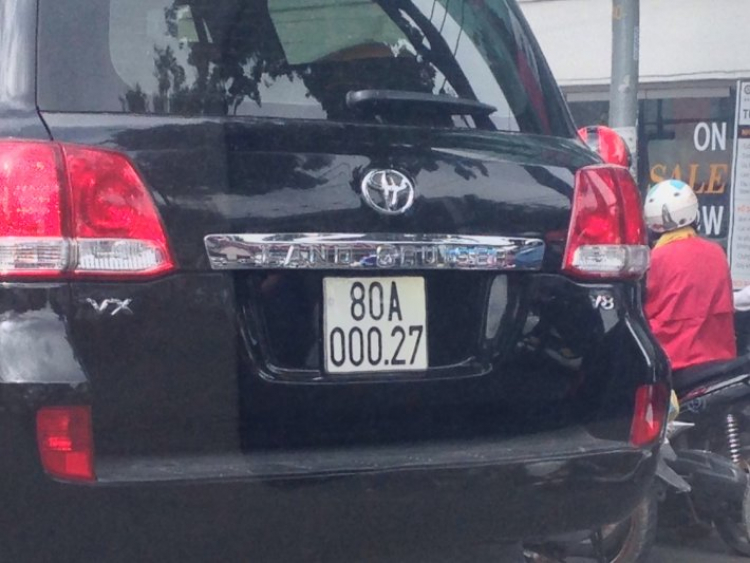 ON
SALE
LAND CRUISER
80A
000.27
VX
V8